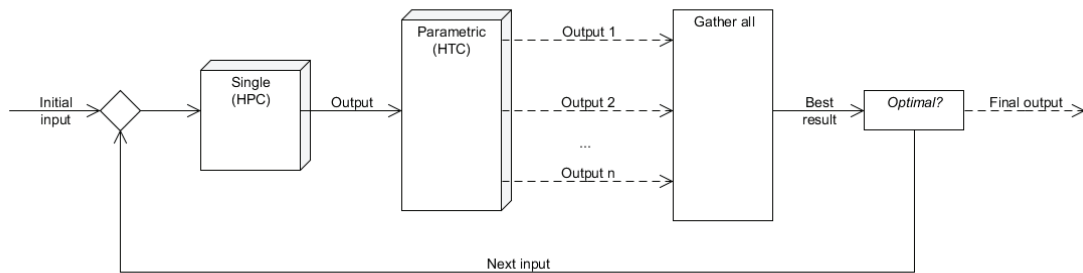 Initial
input
Single
(HPC)
Output
Parametric
(HTC)
Output 1
Output 2
...
Output n
Gather all
Best
result
Optimal?
Final output
Next input